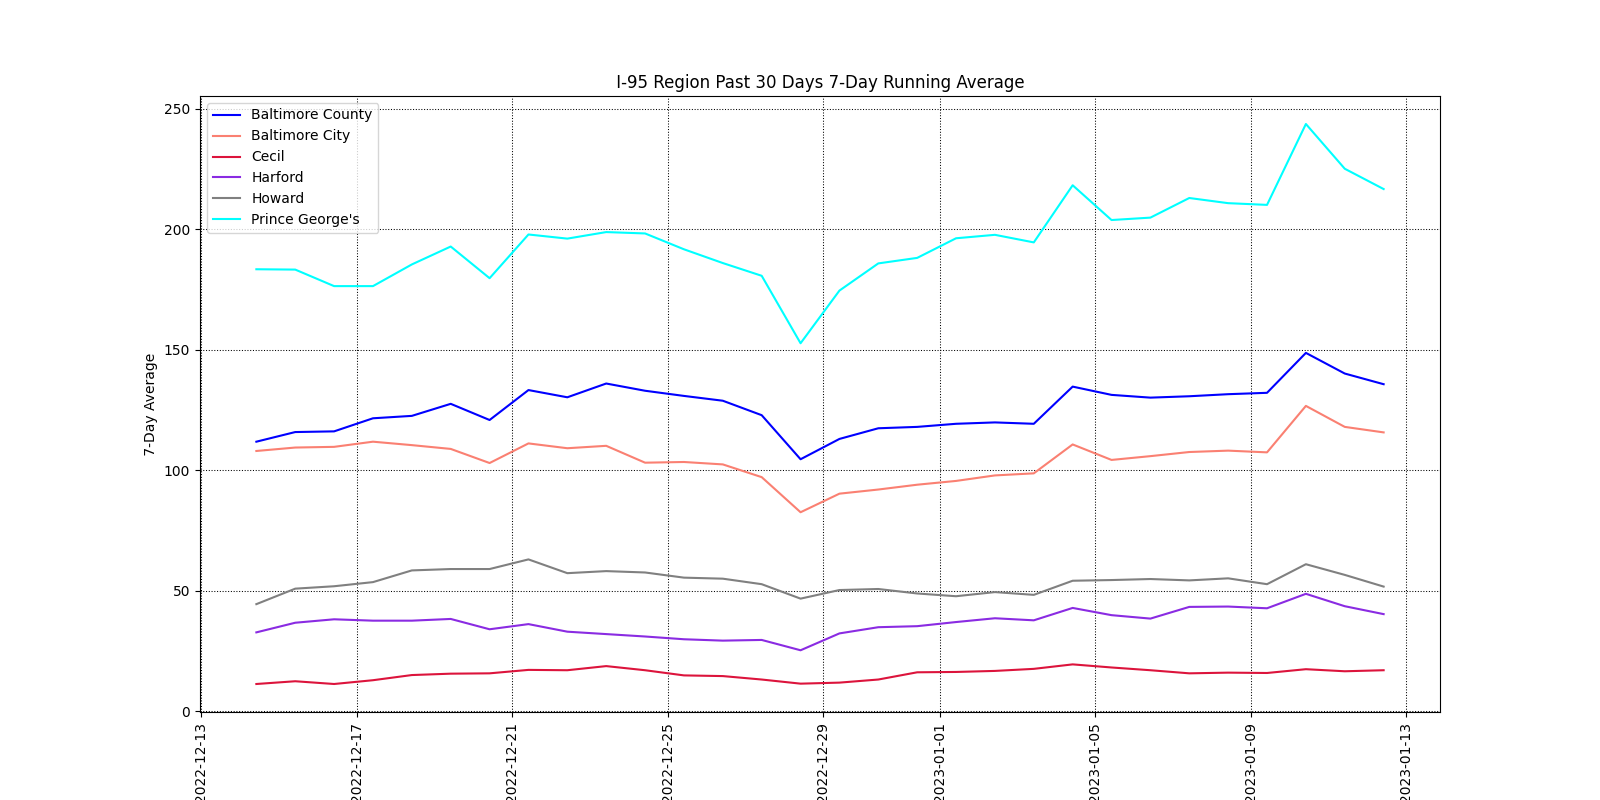 I-95 Region Past 30 Days 7-Day Running Average
250
200
150
100
50
0
7-Day Average
Baltimore County
Baltimore City
Cecil
Harford
Howard
Prince George's
2022-12-13
2022-12-17
2022-12-21
2022-12-25
2022-12-29
2023-01-01
2023-01-05
2023-01-09
2023-01-13